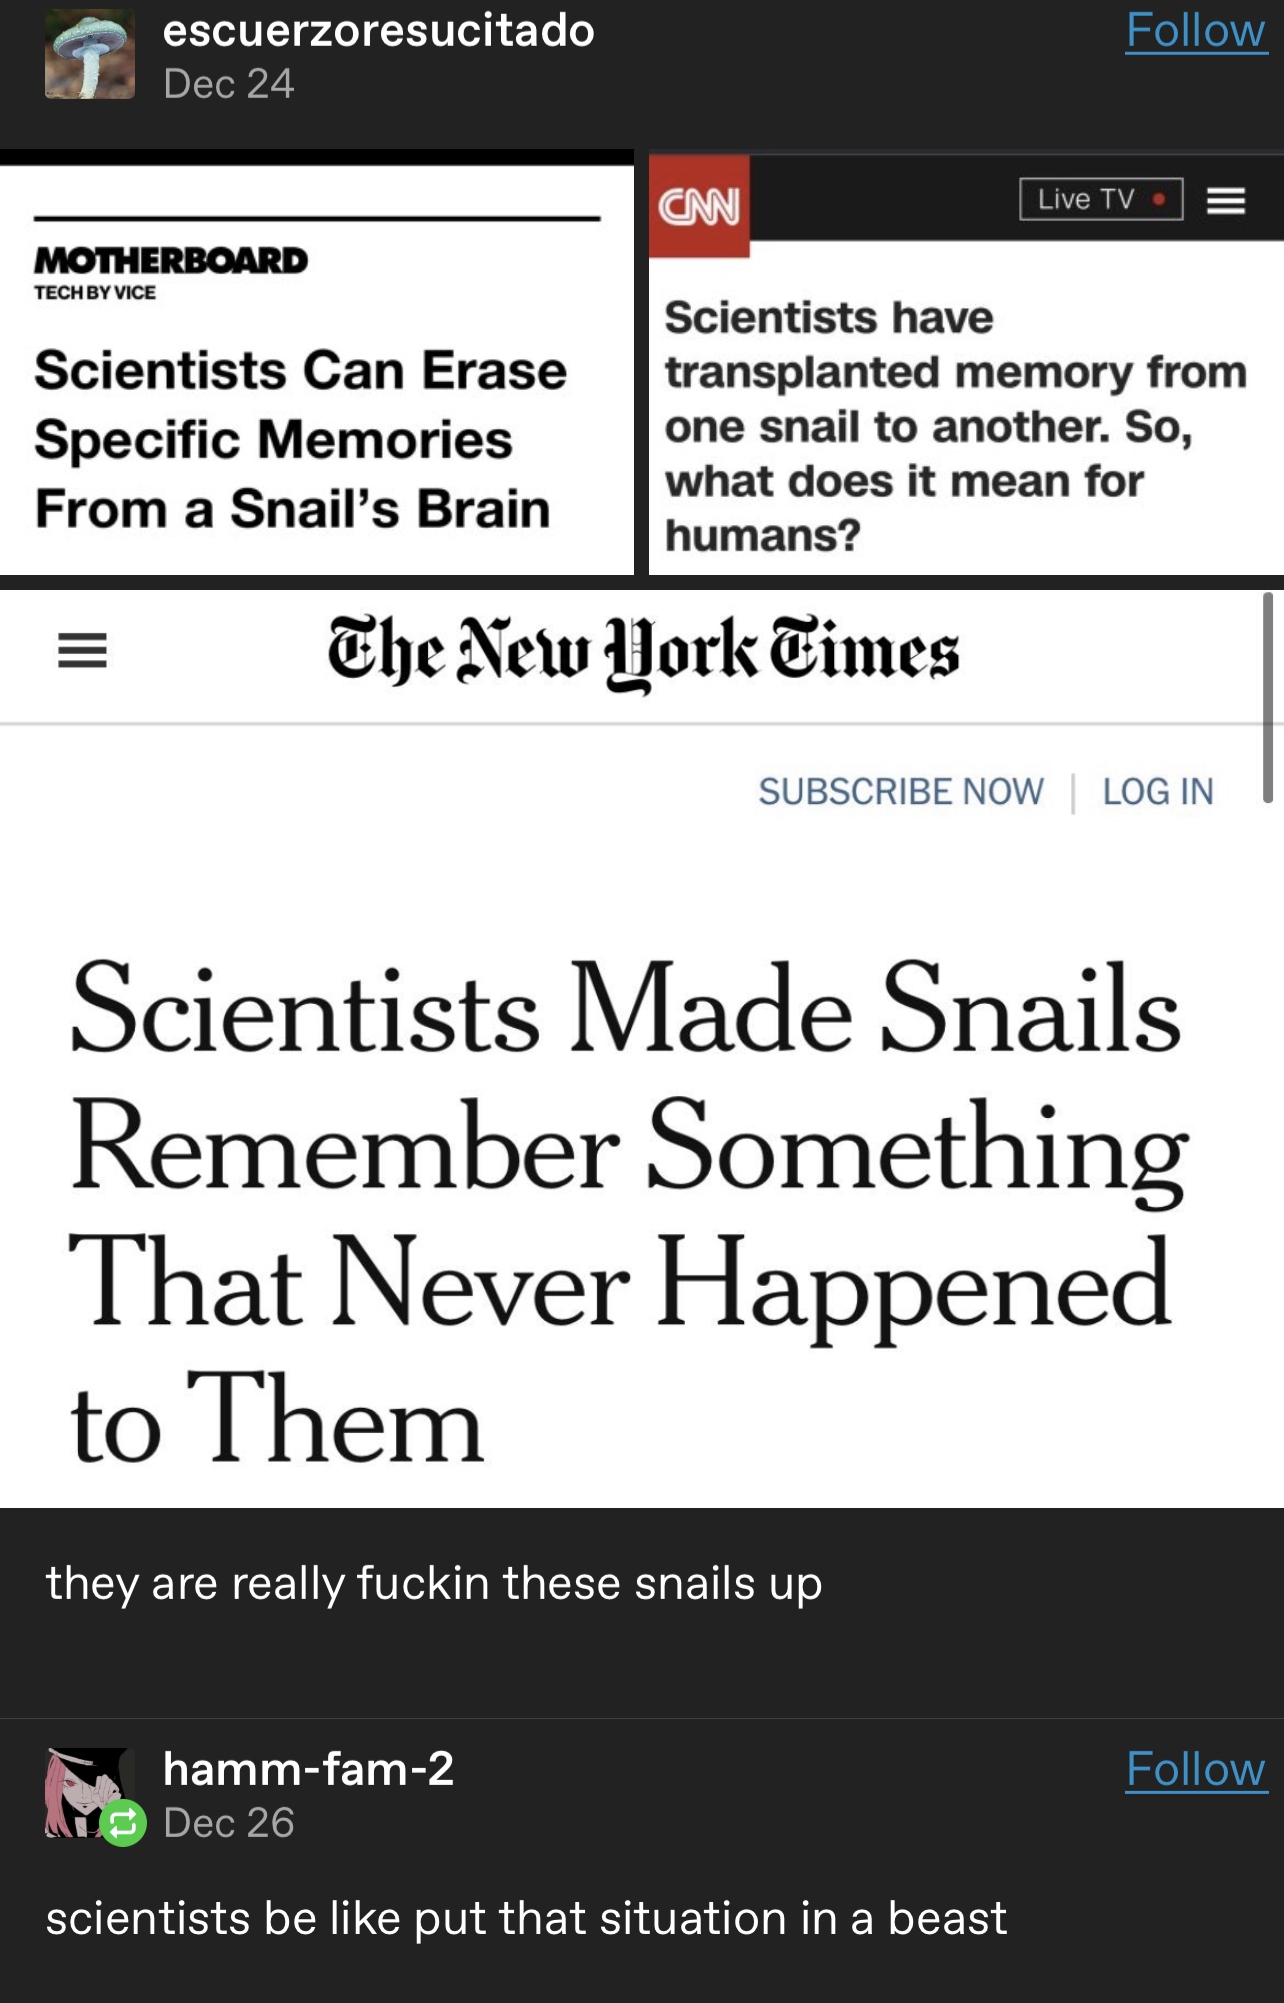 escuerzoresucitado
Follow
Dec 24
MOTHERBOARD
TECH BY VICE
Scientists Can Erase
Specific Memories
From a Snail's Brain
CNN
Live TV
Scientists have
transplanted memory from
one snail to another. So,
what does it mean for
humans?
The New York Times
SUBSCRIBE NOW | LOG IN
Scientists Made Snails
Remember Something
That Never Happened
to Them
they are really fuckin these snails up
hamm-fam-2
Follow
Dec 26
scientists be like put that situation in a beast